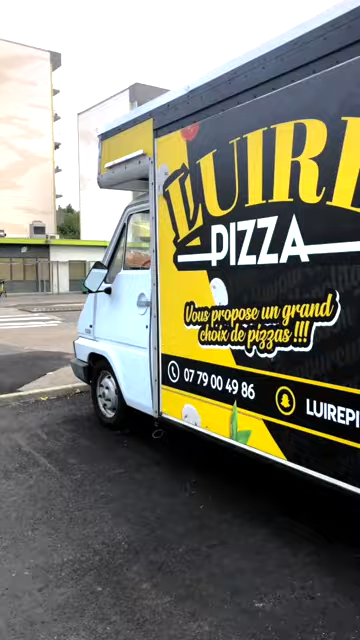 LUIRE
PIZZA
Vous propose un grand
choix de pizzas !!!
07 79 00 49 86
LUIREPI